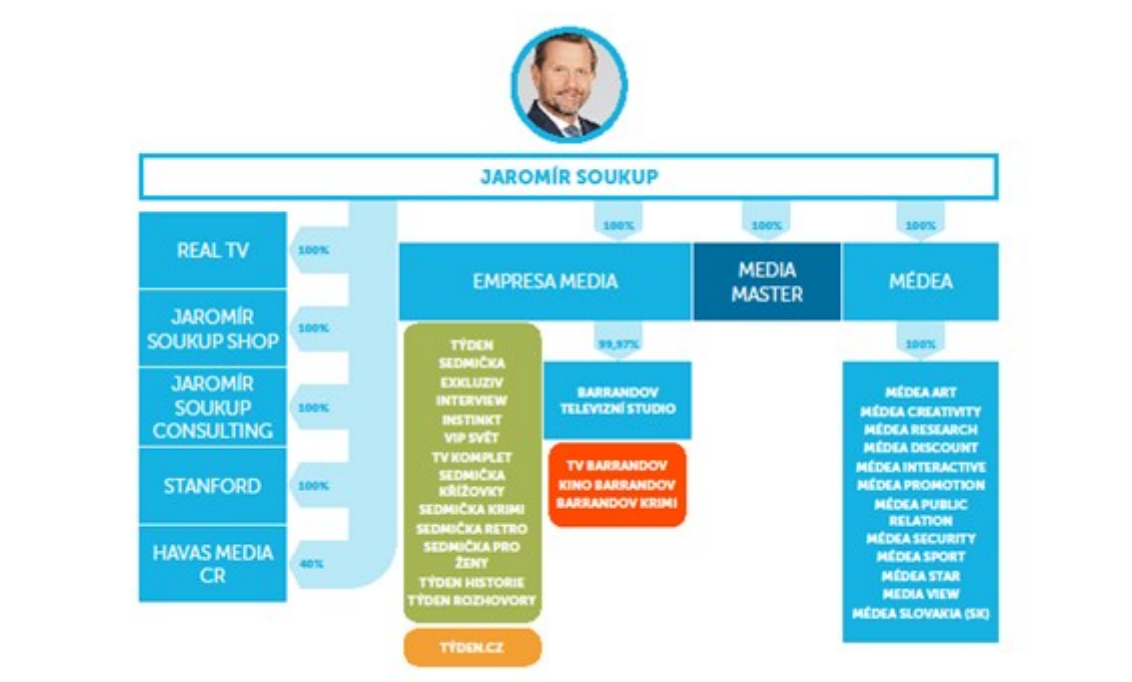 JAROMÍR SOUKUP
REAL TV
100%
JAROMÍR
SOUKUP SHOP
100%
JAROMÍR
SOUKUP
CONSULTING
100%
STANFORD
100%
HAVAS MEDIA
CR
40%
100%
EMPRESA MEDIA
TÝDEN
SEDMIČKA
EXKLUZIV
INTERVIEW
INSTINKT
VIP SVĚT
TV KOMPLET
SEDMIČKA
KŘÍŽOVKY
SEDMIČKA KRIMI
SEDMIČKA RETRO
SEDMIČKA PRO
ŽENY
TÝDEN HISTORIE
TÝDEN ROZHOVORY
TÝDEN.CZ
99,97%
BARRANDOV
TELEVIZNÍ STUDIO
TV BARRANDOV
KINO BARRANDOV
BARRANDOV KRIMI
100%
MEDIA
MASTER
100%
MÉDEA
100%
MÉDEA ART
MÉDEA CREATIVITY
MÉDEA RESEARCH
MÉDEA DISCOUNT
MÉDEA INTERACTIVE
MÉDEA PROMOTION
MÉDEA PUBLIC
RELATION
MÉDEA SECURITY
MÉDEA SPORT
MÉDEA STAR
MEDIA VIEW
MÉDEA SLOVAKIA (SK)